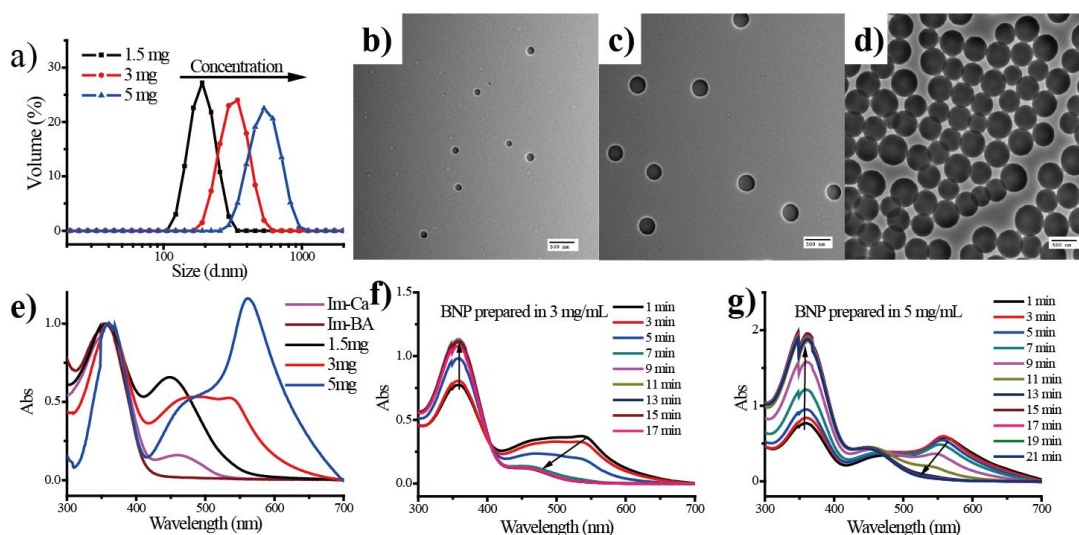 a)
1.5 mg
3 mg
5 mg
Concentration
Volume (%)
30
20
10
0
100
1000
Size (d.nm)
b)
500 nm
c)
500 nm
d)
500 nm
e)
Im-Ca
Im-BA
1.5mg
3mg
5mg
Abs
1.0
0.5
0.0
300
400
500
600
700
Wavelength (nm)
f)
BNP prepared in 3 mg/mL
1 min
3 min
5 min
7 min
9 min
11 min
13 min
15 min
17 min
Abs
1.5
1.0
0.5
0.0
300
400
500
600
700
Wavelength (nm)
g)
BNP prepared in 5 mg/mL
1 min
3 min
5 min
7 min
9 min
11 min
13 min
15 min
17 min
19 min
21 min
Abs
2
1
0
300
400
500
600
700
Wavelength (nm)